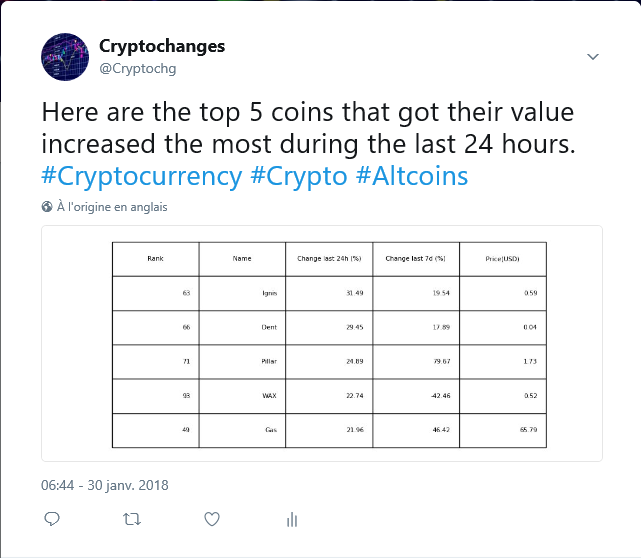 Cryptochanges
@Cryptochg
Here are the top 5 coins that got their value
increased the most during the last 24 hours.
#Cryptocurrency #Crypto #Altcoins
À l'origine en anglais
Rank Name Change last 24h (%) Change last 7d (%) Price(USD)
63 Ignis 31.49 19.54 0.59
66 Dent 29.45 17.89 0.04
71 Pillar 24.89 79.67 1.73
93 WAX 22.74 -42.46 0.52
49 Gas 21.96 46.42 65.79
06:44 - 30 janv. 2018